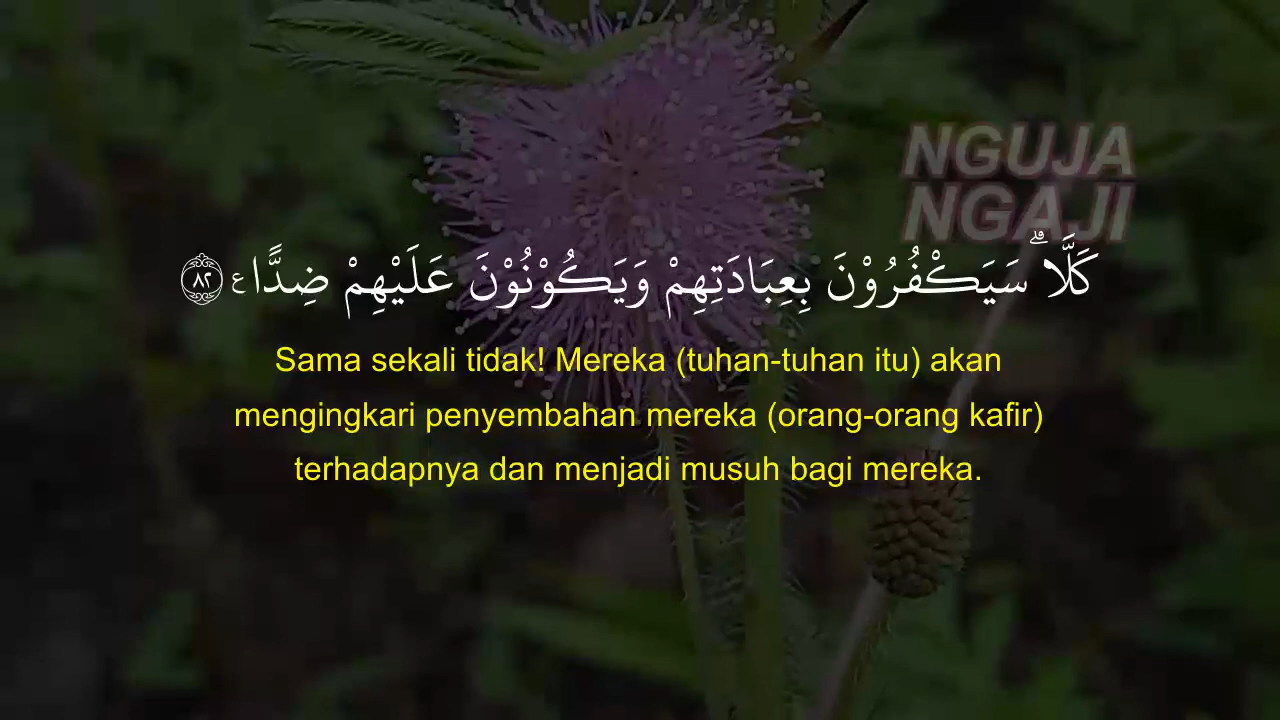 NGUJA
NGAJI
كَلَّا ۗسَيَكْفُرُوْنَ بِعِبَادَتِهِمْ وَيَكُوْنُوْنَ عَلَيْهِمْ ضِدًّا ࣖ ٨٢
Sama sekali tidak! Mereka (tuhan-tuhan itu) akan
mengingkari penyembahan mereka (orang-orang kafir)
terhadapnya dan menjadi musuh bagi mereka.